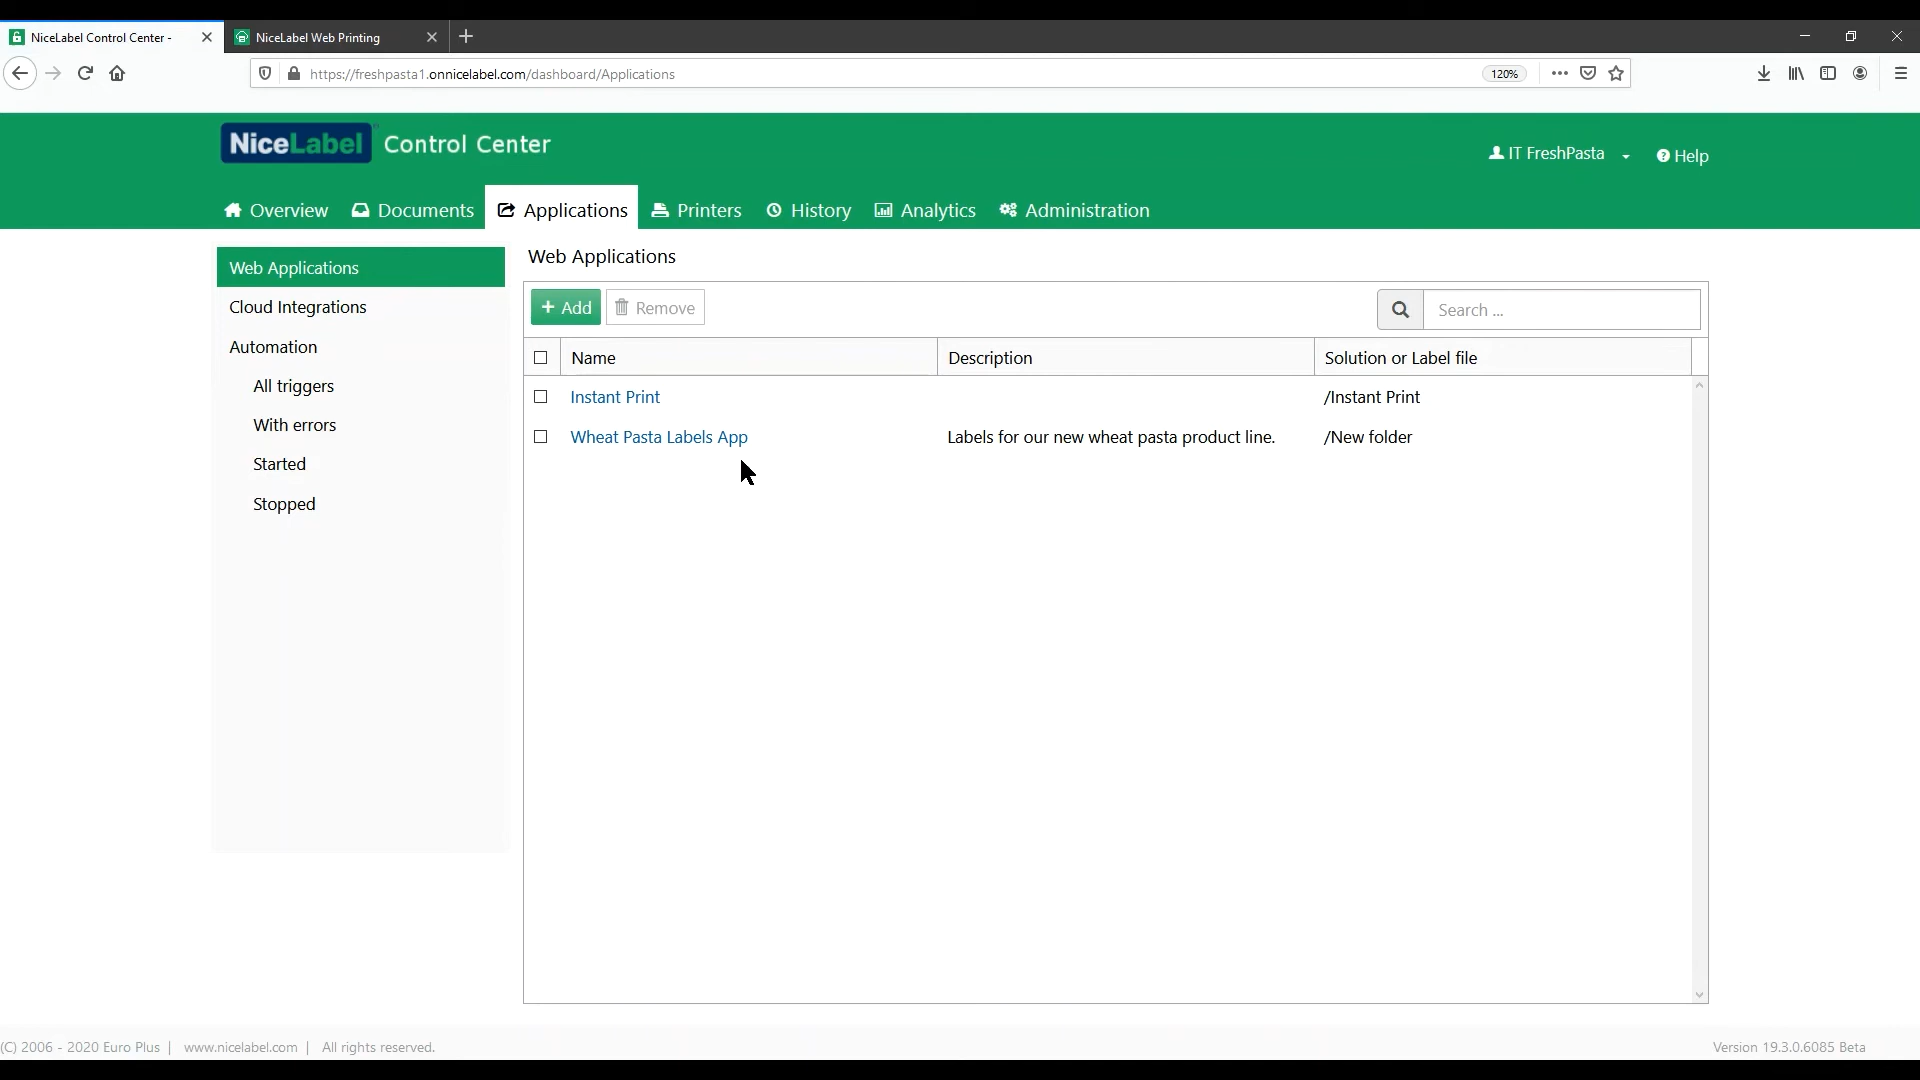 NiceLabel Control Center -
NiceLabel Web Printing
https://freshpasta1.onnicelabel.com/dashboard/Applications
120%
NiceLabel Control Center
IT FreshPasta
Help
Overview Documents Applications Printers History Analytics Administration
Web Applications
Cloud Integrations
Automation
All triggers
With errors
Started
Stopped
Web Applications
+ Add Remove
Search ...
Name Description Solution or Label file
Instant Print /Instant Print
Wheat Pasta Labels App Labels for our new wheat pasta product line. /New folder
(C) 2006 - 2020 Euro Plus | www.nicelabel.com | All rights reserved.
Version 19.3.0.6085 Beta